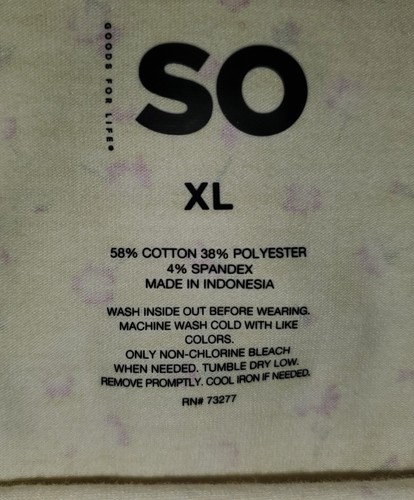 GOODS FOR LIFE®
SO
XL
58% COTTON 38% POLYESTER
4% SPANDEX
MADE IN INDONESIA
WASH INSIDE OUT BEFORE WEARING.
MACHINE WASH COLD WITH LIKE
COLORS.
ONLY NON-CHLORINE BLEACH
WHEN NEEDED. TUMBLE DRY LOW.
REMOVE PROMPTLY. COOL IRON IF NEEDED.
RN# 73277